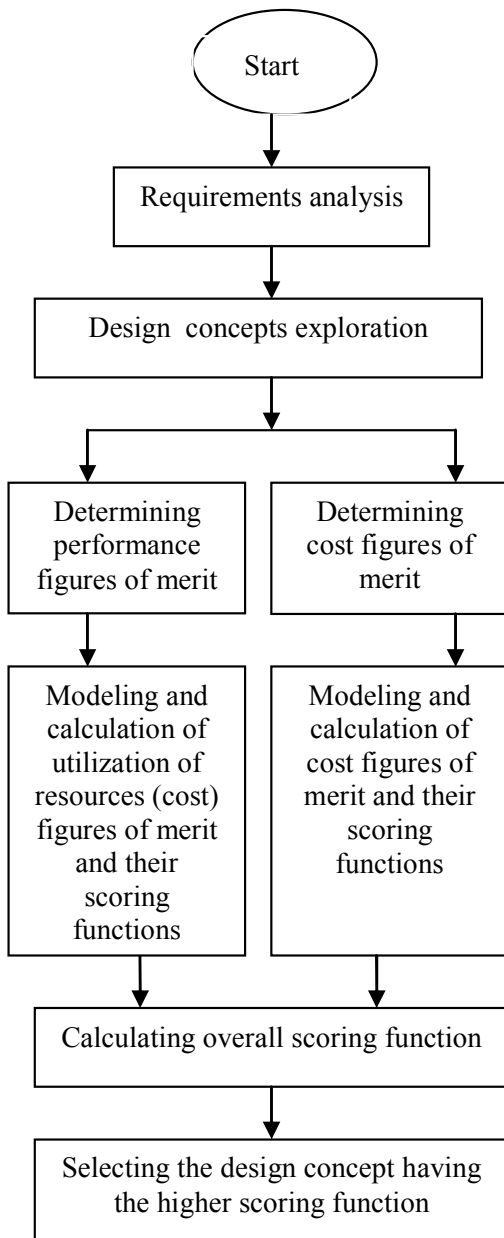 Start
Requirements analysis
Design concepts exploration
Determining
performance
figures of merit
Determining
cost figures of
merit
Modeling and
calculation of
utilization of
resources (cost)
figures of merit
and their
scoring
functions
Modeling and
calculation of
cost figures of
merit and their
scoring
functions
Calculating overall scoring function
Selecting the design concept having
the higher scoring function